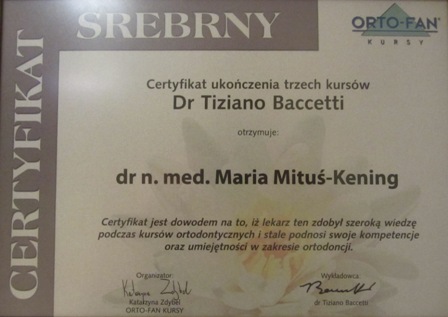 SREBRNY
CERTYFIKAT
ORTO-FAN
KURSY
Certyfikat ukończenia trzech kursów
Dr Tiziano Baccetti
otrzymuje:
dr n. med. Maria Mituś-Kening
Certyfikat jest dowodem na to, iż lekarz ten zdobył szeroką wiedzę
podczas kursów ortodontycznych i stale podnosi swoje kompetencje
oraz umiejętności w zakresie ortodoncji.
Organizator:
Katarzyna Zdybel
Katarzyna Zdybel
ORTO-FAN KURSY
Wykładowca:
dr Tiziano Baccetti